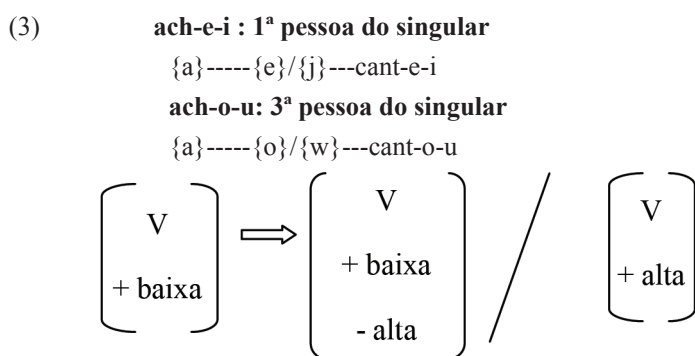 (3) ach-e-i : 1ª pessoa do singular
{a}-----{e}/{j}---cant-e-i
ach-o-u: 3ª pessoa do singular
{a}-----{o}/{w}---cant-o-u
V
+ baixa
⇒
V
+ baixa
- alta
/
V
+ alta